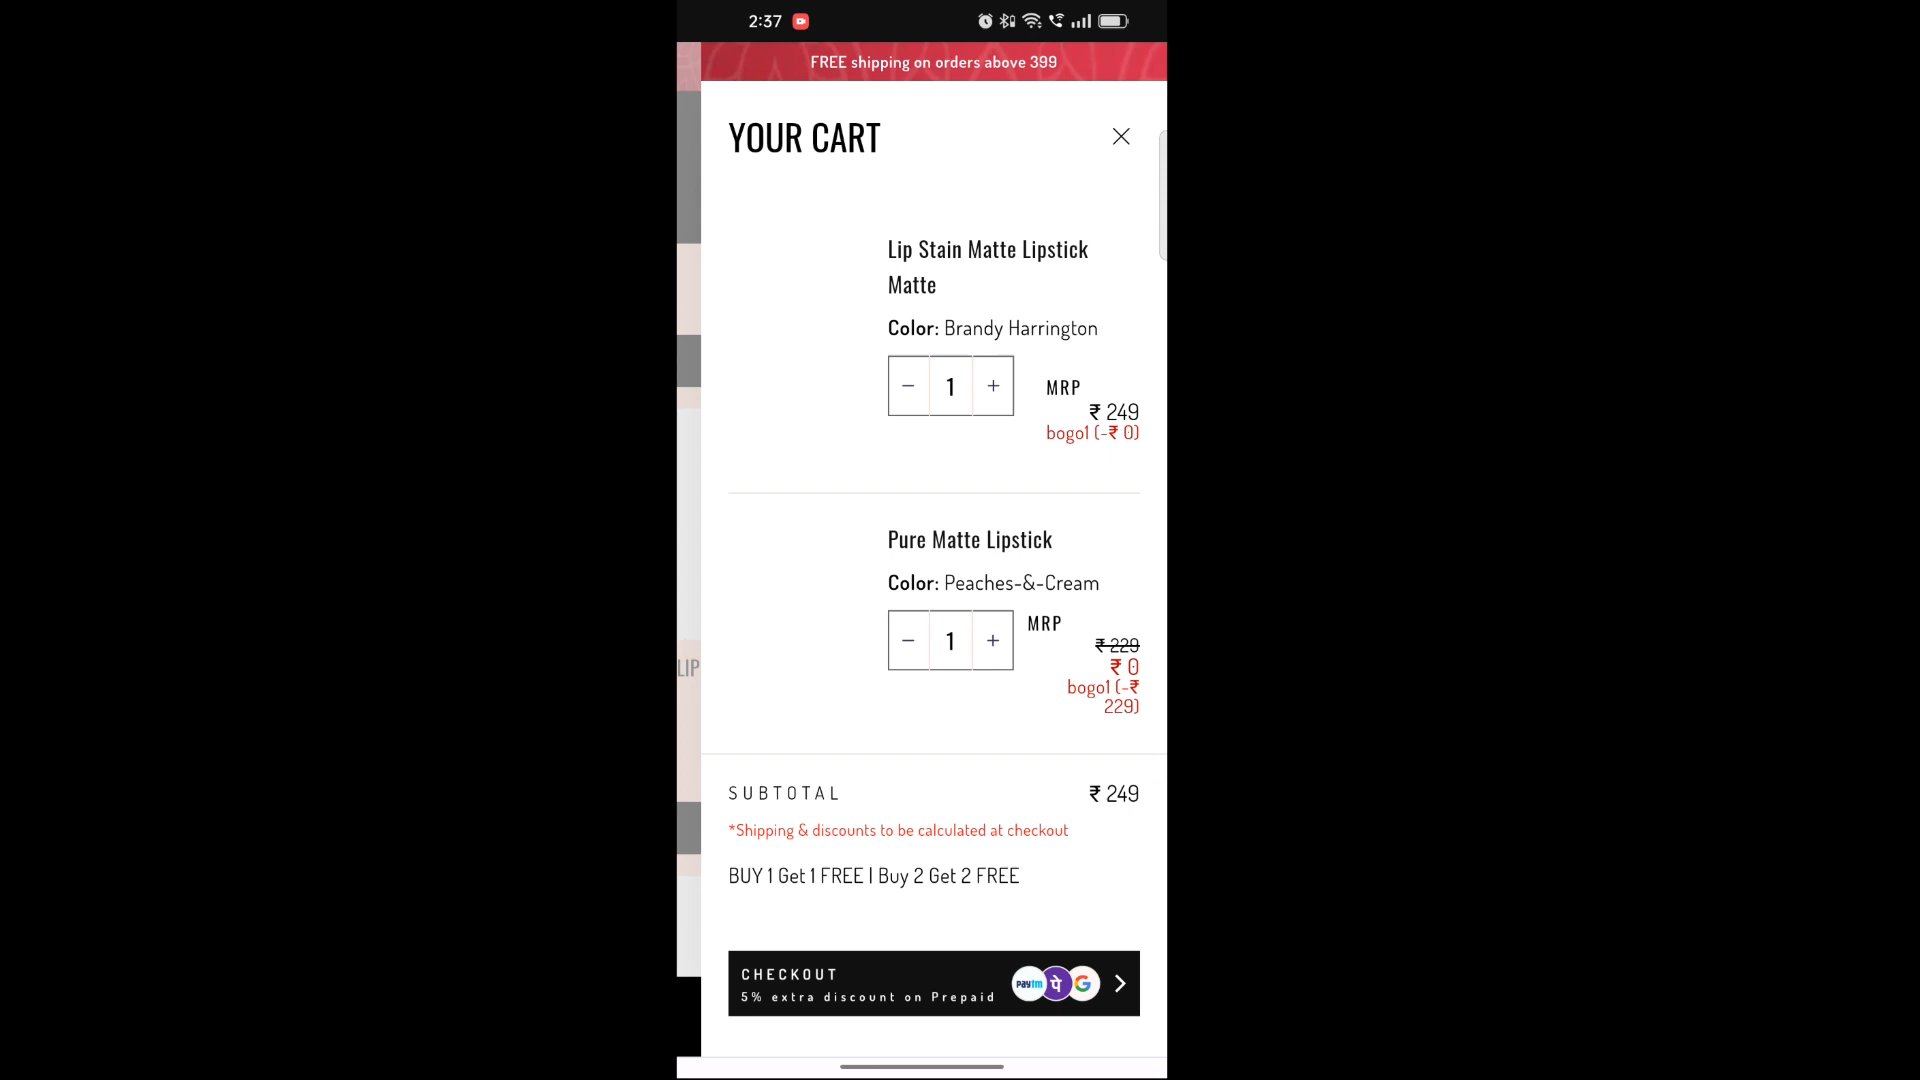 2:37
FREE shipping on orders above 399
YOUR CART
Lip Stain Matte Lipstick
Matte
Color: Brandy Harrington
− 1 +
MRP
₹ 249
bogo1 (-₹ 0)
Pure Matte Lipstick
Color: Peaches-&-Cream
− 1 +
MRP
₹ 229
₹ 0
bogo1 (-₹
229)
LIP
SUBTOTAL ₹ 249
*Shipping & discounts to be calculated at checkout
BUY 1 Get 1 FREE | Buy 2 Get 2 FREE
CHECKOUT
5% extra discount on Prepaid
paytm पे G